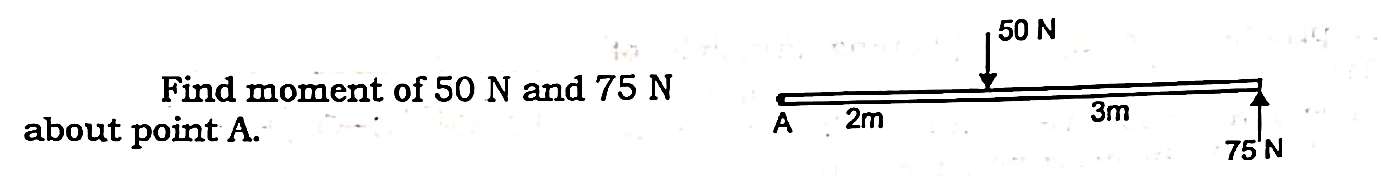 50 N
Find moment of 50 N and 75 N
about point A.
A 2m 3m
75 N